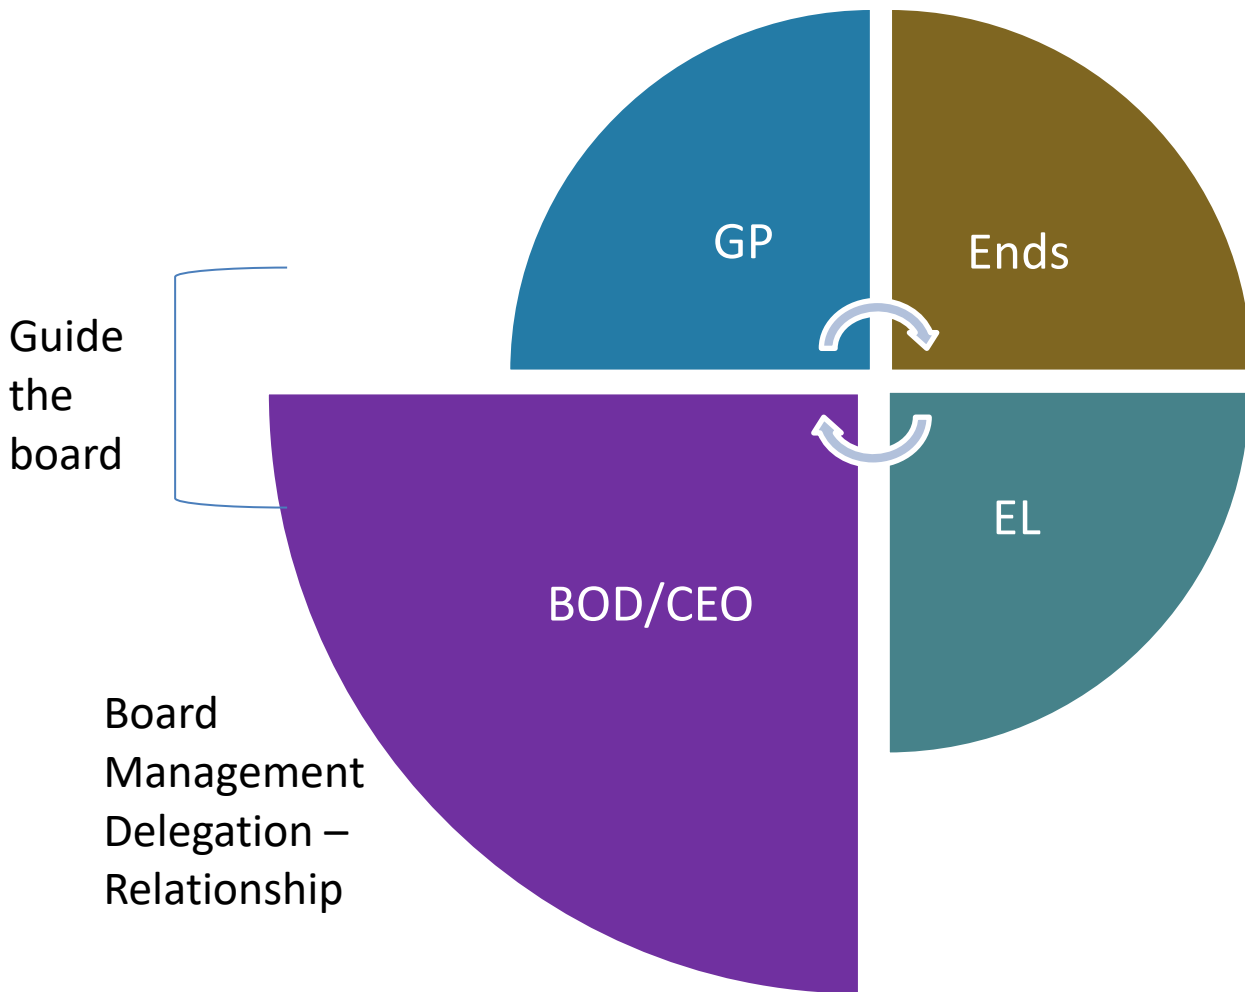 GP
Ends
Guide
the
board
EL
BOD/CEO
Board
Management
Delegation –
Relationship